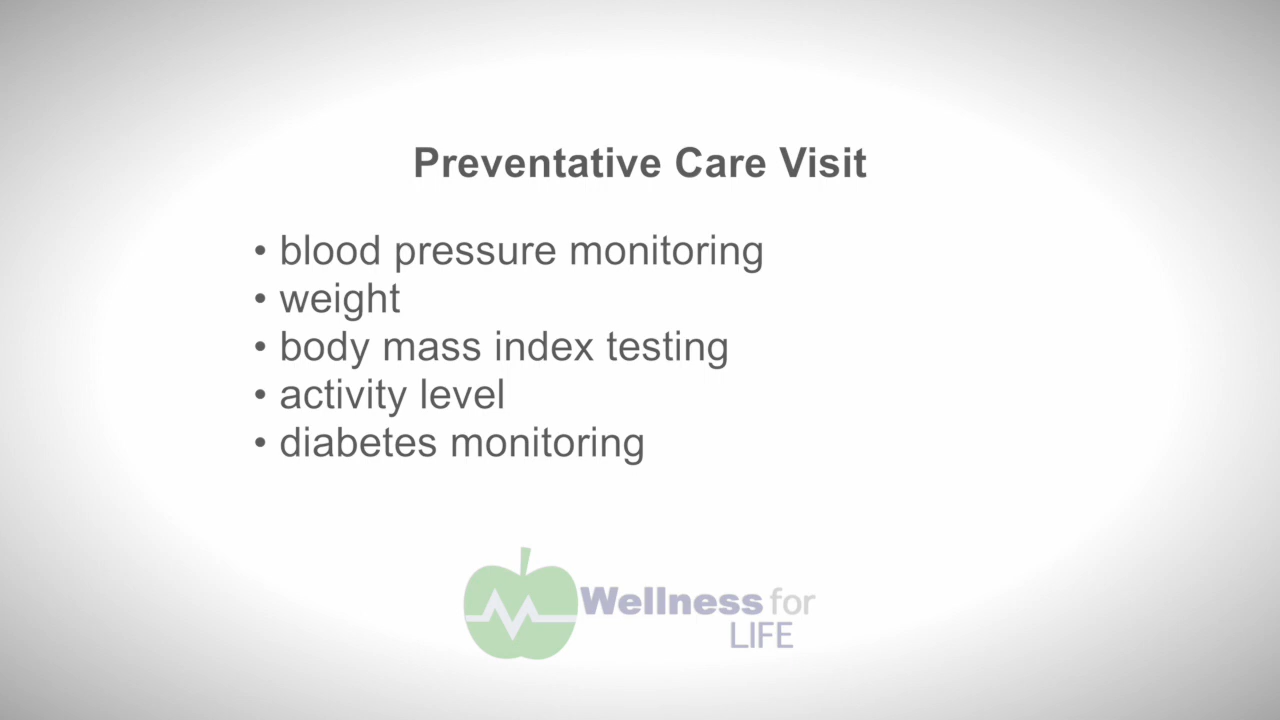 Preventative Care Visit
• blood pressure monitoring
• weight
• body mass index testing
• activity level
• diabetes monitoring
Wellness for
LIFE